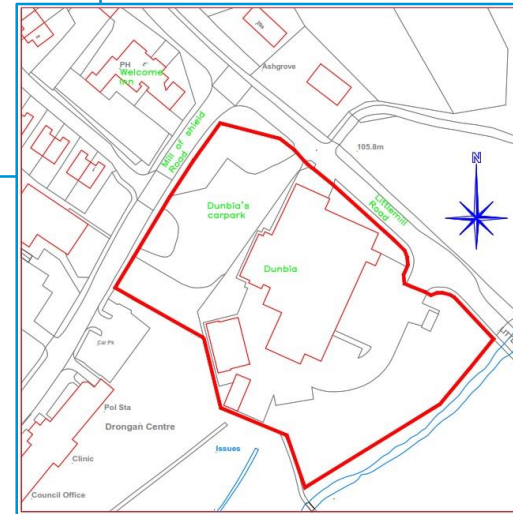 PH
Welcome
Inn
Ashgrove
Mill of shield
Road
105.8m
N
Dunbia's
carpark
Littlemill
Road
Dunbia
Car Pk
Pol Sta
Drongan Centre
Issues
Clinic
Council Office